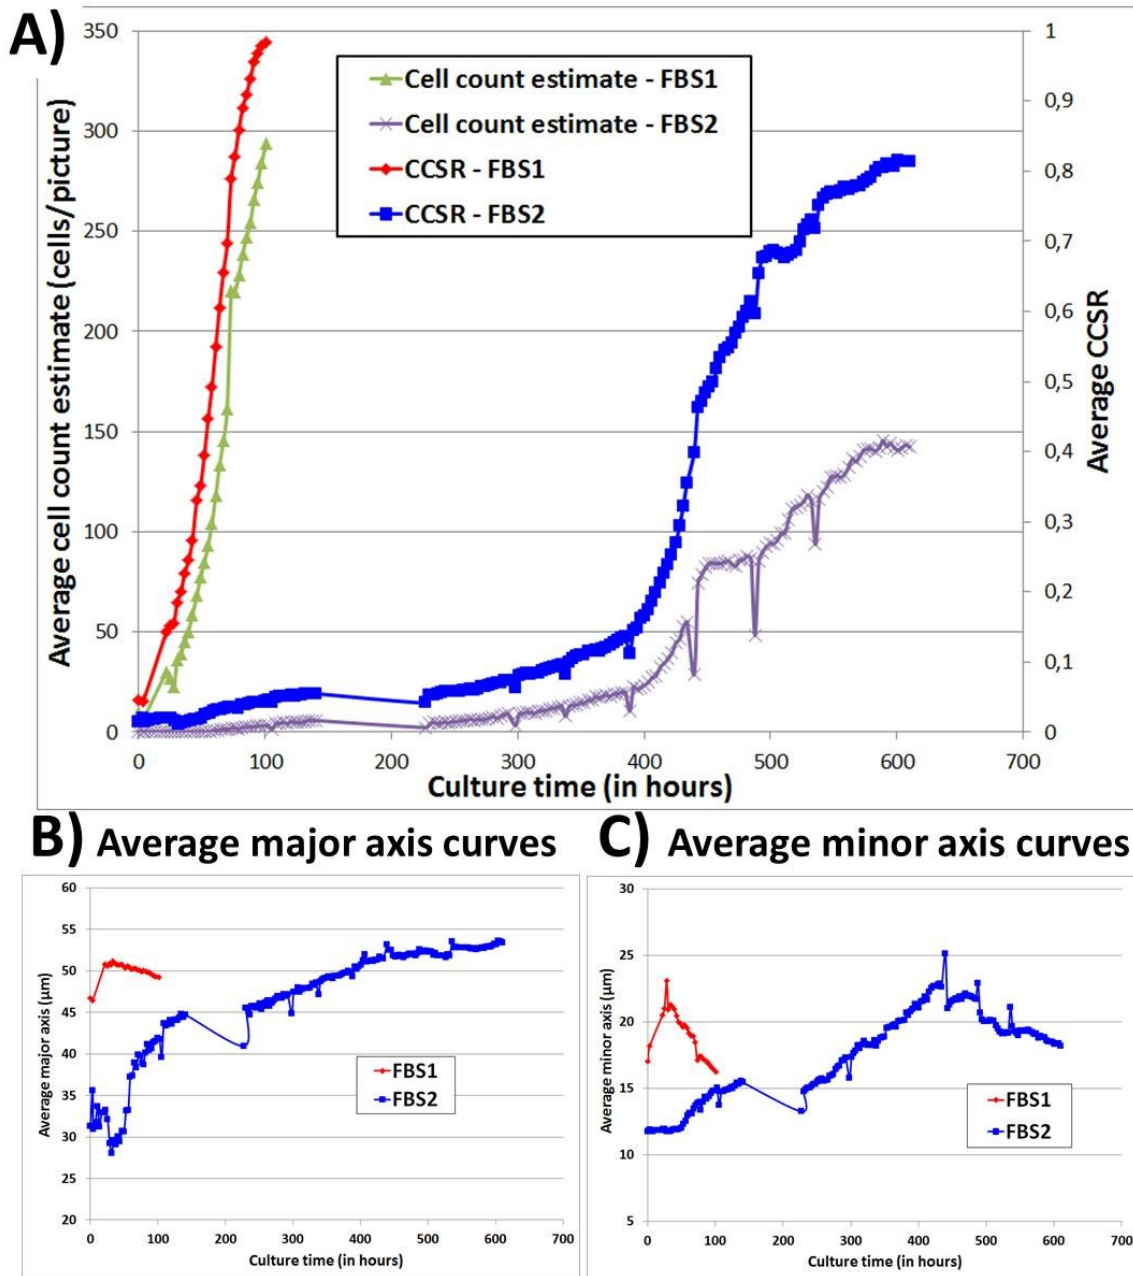 A)
350
300
250
200
150
100
50
0
Average cell count estimate (cells/picture)
Cell count estimate - FBS1
Cell count estimate - FBS2
CCSR - FBS1
CCSR - FBS2
1
0,9
0,8
0,7
0,6
0,5
0,4
0,3
0,2
0,1
0
Average CCSR
0 100 200 300 400 500 600 700
Culture time (in hours)
B) Average major axis curves
60
55
50
45
40
35
30
25
20
Average major axis (µm)
FBS1
FBS2
0 100 200 300 400 500 600 700
Culture time (in hours)
C) Average minor axis curves
30
25
20
15
10
5
Average minor axis (µm)
FBS1
FBS2
0 100 200 300 400 500 600 700
Culture time (in hours)